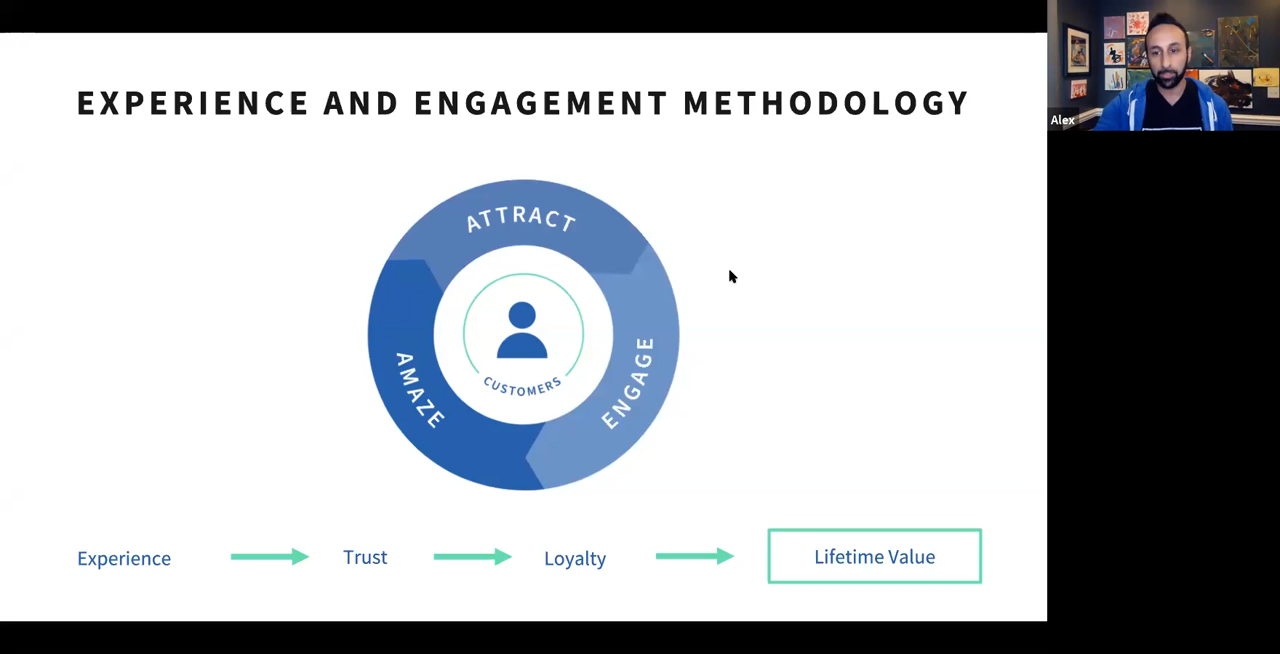 EXPERIENCE AND ENGAGEMENT METHODOLOGY
Alex
ATTRACT
ENGAGE
AMAZE
CUSTOMERS
Experience
Trust
Loyalty
Lifetime Value